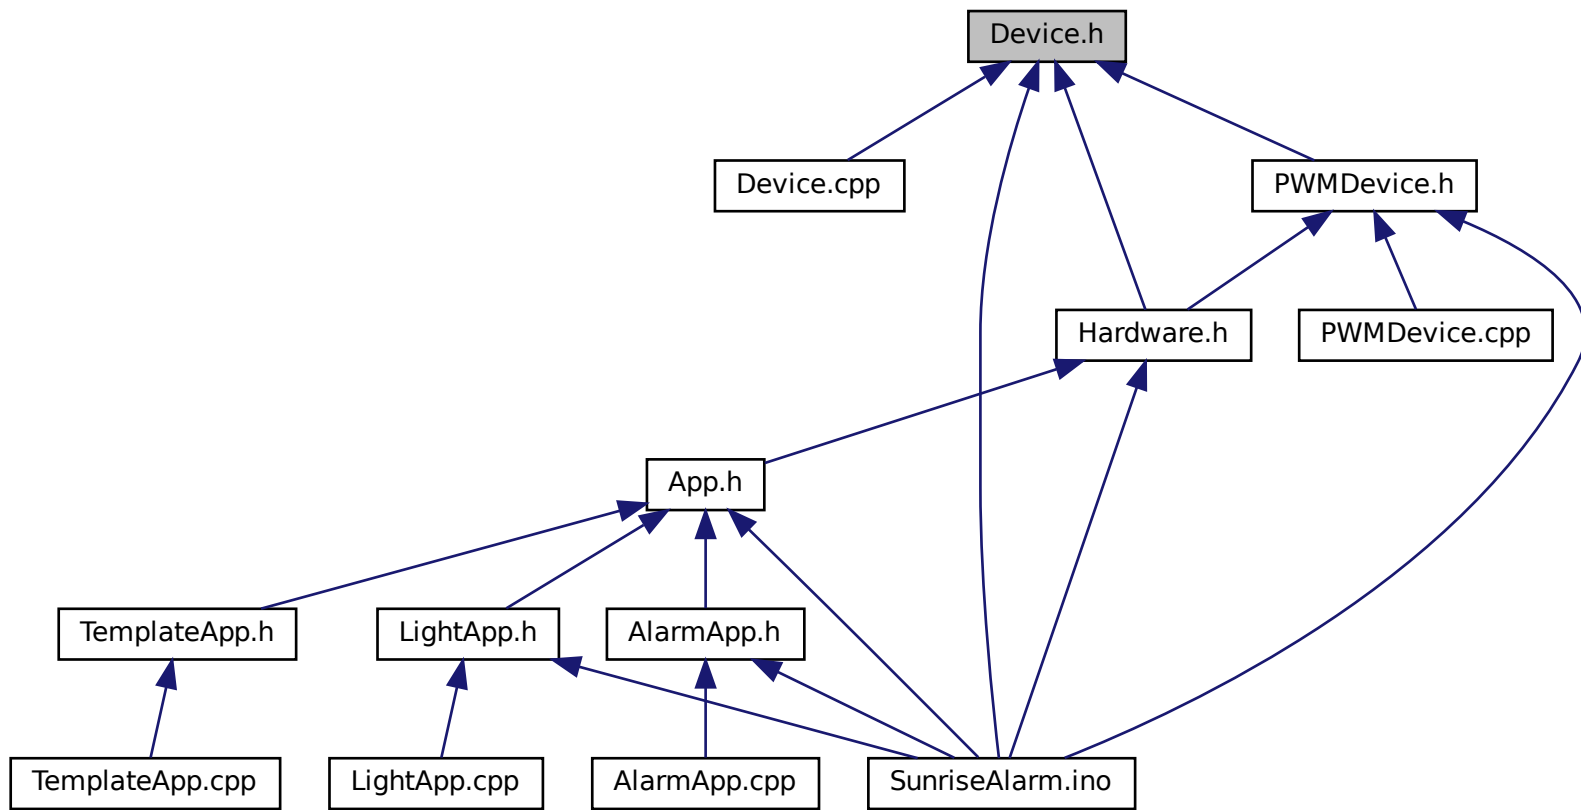 Device.h
Device.cpp
PWMDevice.h
Hardware.h
PWMDevice.cpp
App.h
TemplateApp.h
LightApp.h
AlarmApp.h
TemplateApp.cpp
LightApp.cpp
AlarmApp.cpp
SunriseAlarm.ino